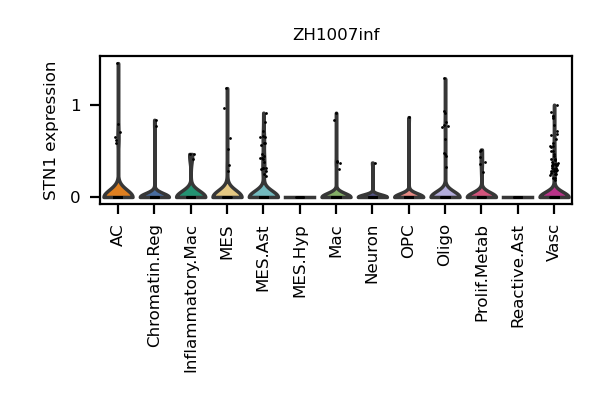 ZH1007inf
STN1 expression
1
0
AC
Chromatin.Reg
Inflammatory.Mac
MES
MES.Ast
MES.Hyp
Mac
Neuron
OPC
Oligo
Prolif.Metab
Reactive.Ast
Vasc